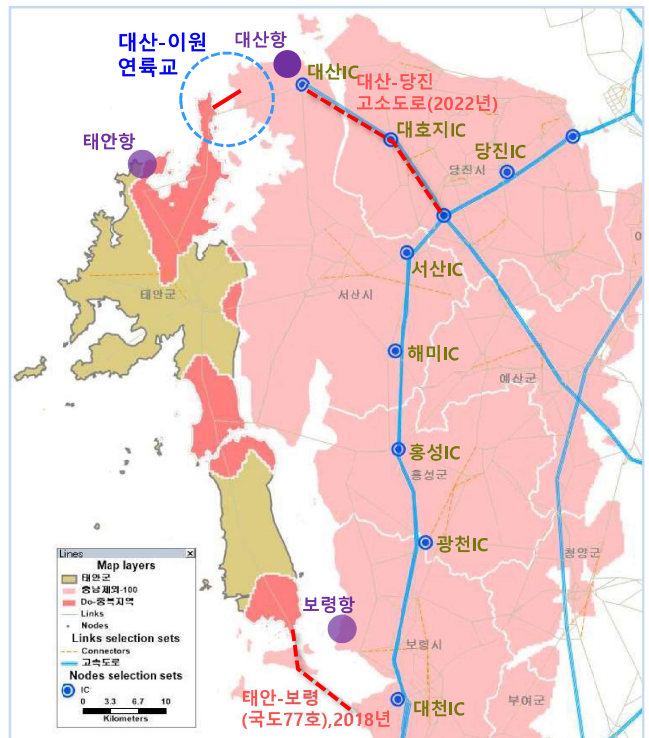 대산-이원
연륙교
대산항
대산IC
대산-당진
고소도로(2022년)
대호지IC
태안항
당진IC
당진시
서산IC
태안군
서산시
해미IC
예산군
홍성IC
홍성군
광천IC
청양군
보령항
보령시
태안-보령
(국도77호),2018년
대천IC
부여군
Lines
Map layers
태안군
충남제외-100
Do-중복지역
Links
Nodes
Links selection sets
Connectors
고속도로
Nodes selection sets
IC
0 3.3 6.7 10
Kilometers